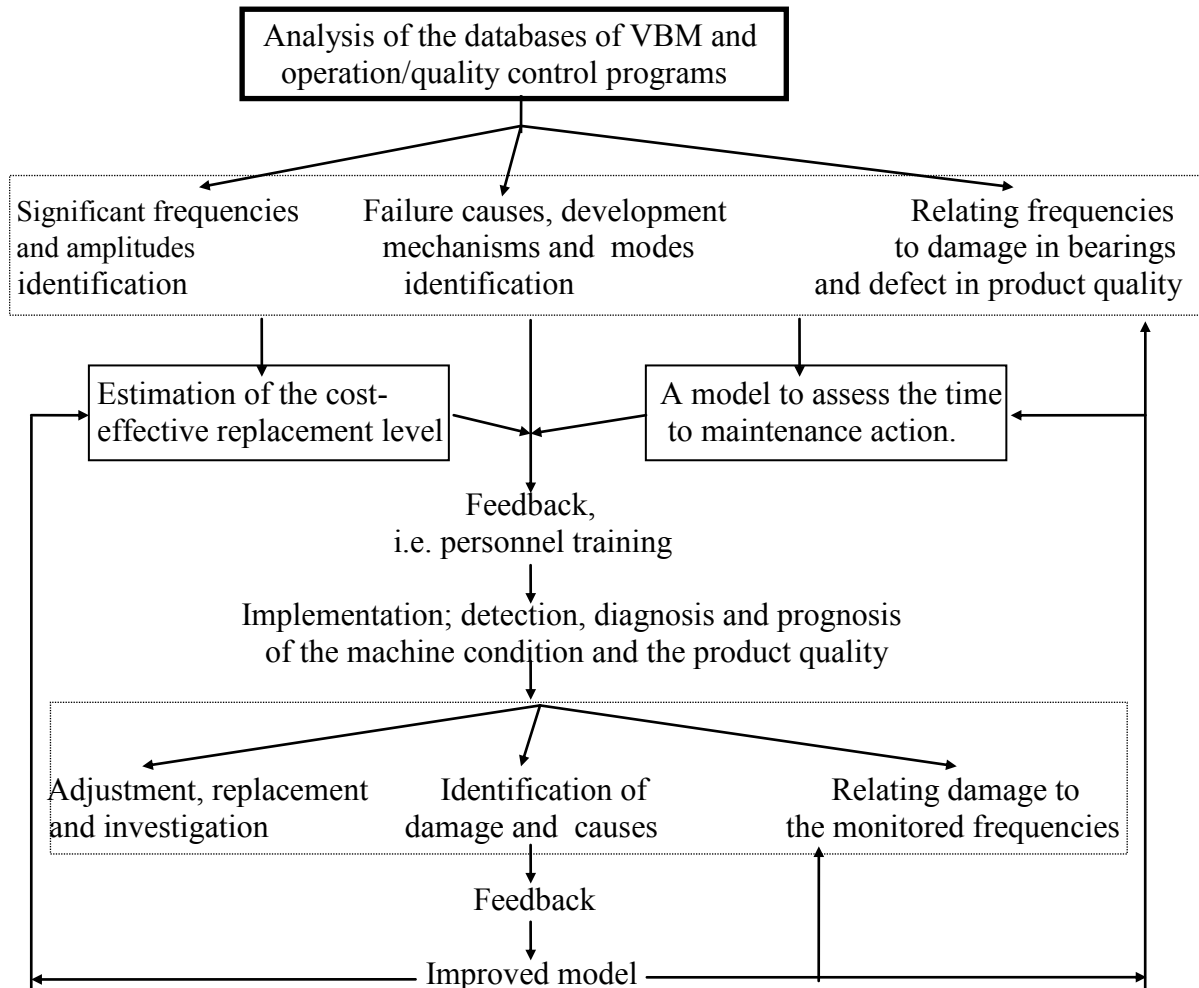 Analysis of the databases of VBM and
operation/quality control programs
Significant frequencies
and amplitudes
identification
Failure causes, development
mechanisms and modes
identification
Relating frequencies
to damage in bearings
and defect in product quality
Estimation of the cost-
effective replacement level
A model to assess the time
to maintenance action.
Feedback,
i.e. personnel training
Implementation; detection, diagnosis and prognosis
of the machine condition and the product quality
Adjustment, replacement
and investigation
Identification of
damage and causes
Relating damage to
the monitored frequencies
Feedback
Improved model